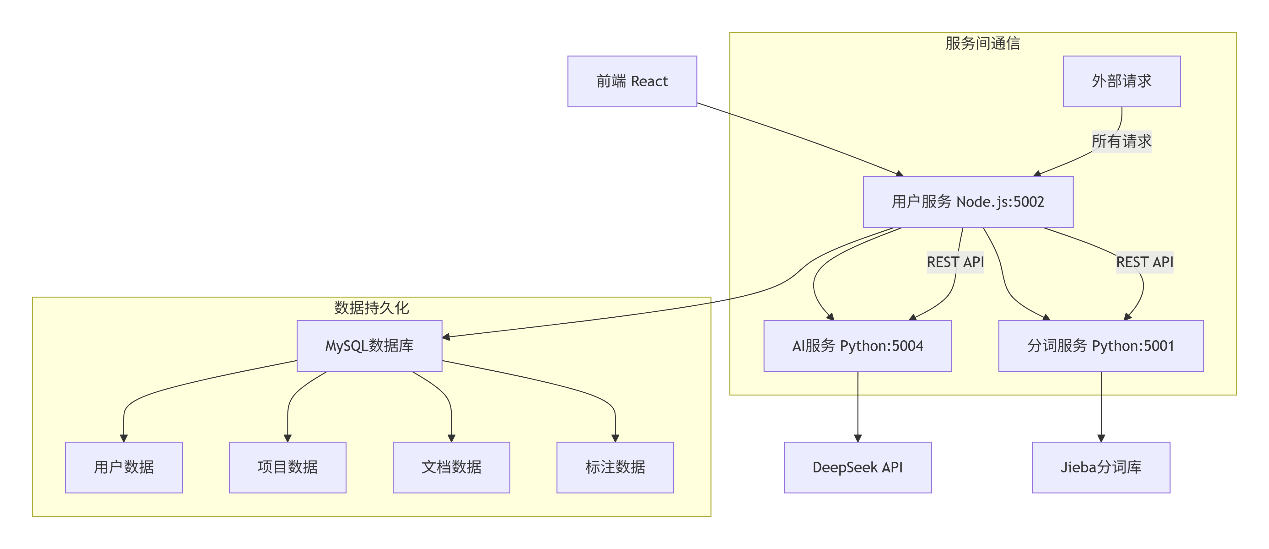 服务间通信
前端 React
外部请求
所有请求
用户服务 Node.js:5002
REST API
REST API
数据持久化
MySQL数据库
AI服务 Python:5004
分词服务 Python:5001
用户数据
项目数据
文档数据
标注数据
DeepSeek API
Jieba分词库